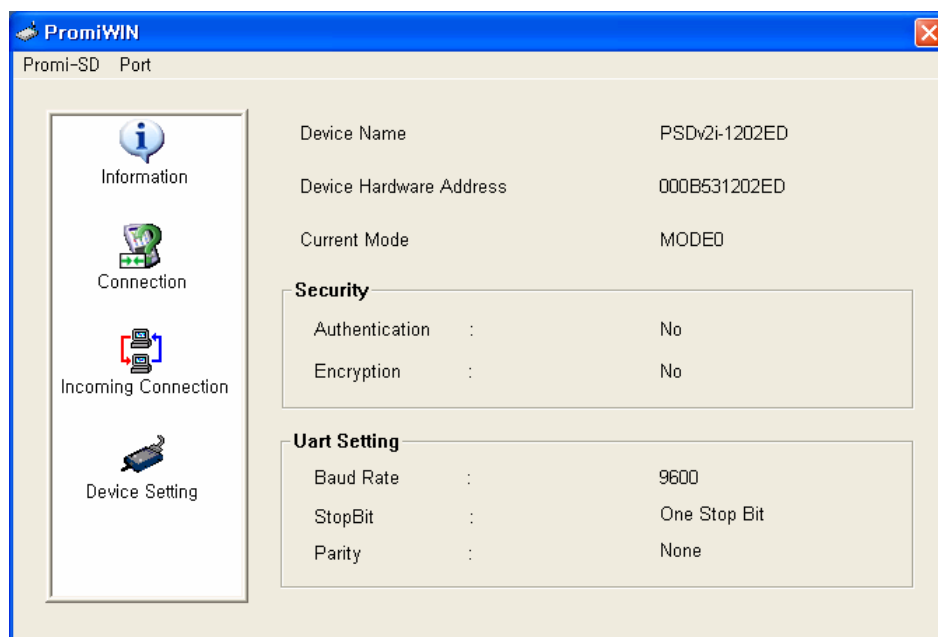 PromiWIN
Promi-SD Port
Information
Connection
Incoming Connection
Device Setting
Device Name PSDv2i-1202ED
Device Hardware Address 000B531202ED
Current Mode MODE0
Security
Authentication : No
Encryption : No
Uart Setting
Baud Rate : 9600
StopBit : One Stop Bit
Parity : None